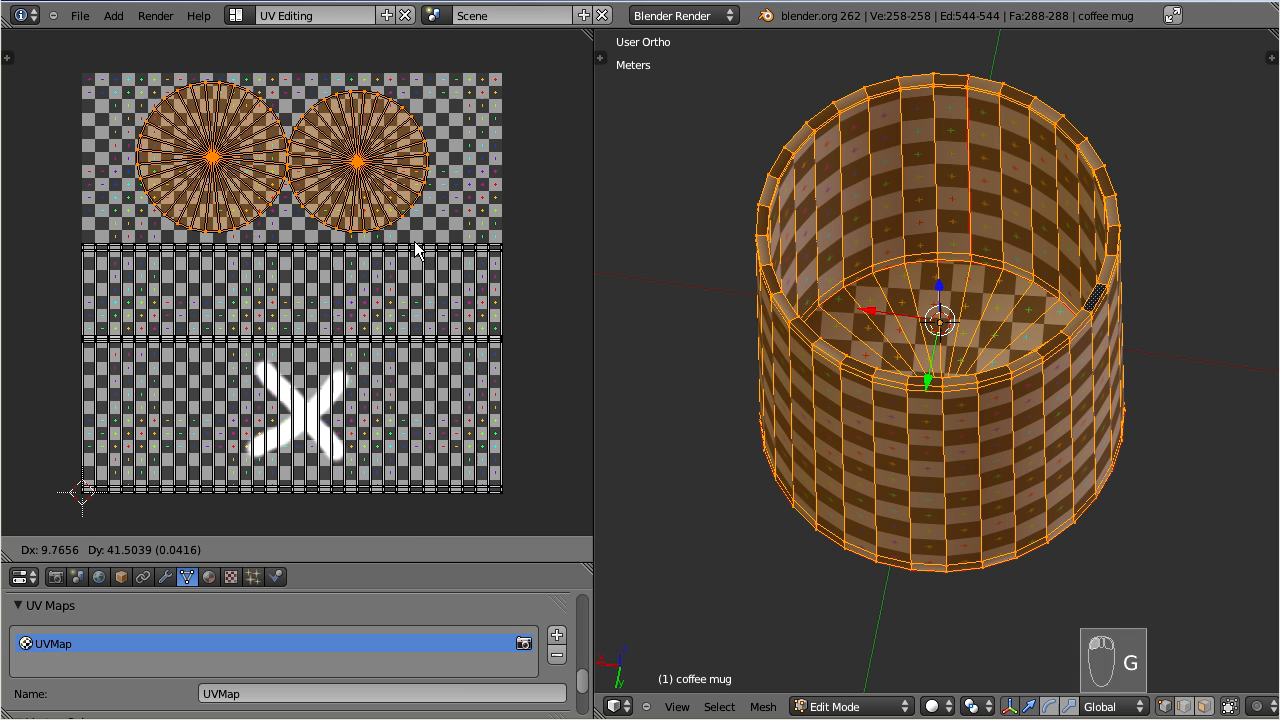 File Add Render Help UV Editing Scene Blender Render blender.org 262 | Ve:258-258 | Ed:544-544 | Fa:288-288 | coffee mug
User Ortho
Meters
Dx: 9.7656 Dy: 41.5039 (0.0416)
UV Maps
UVMap
Name: UVMap
G
(1) coffee mug
View Select Mesh Edit Mode Global